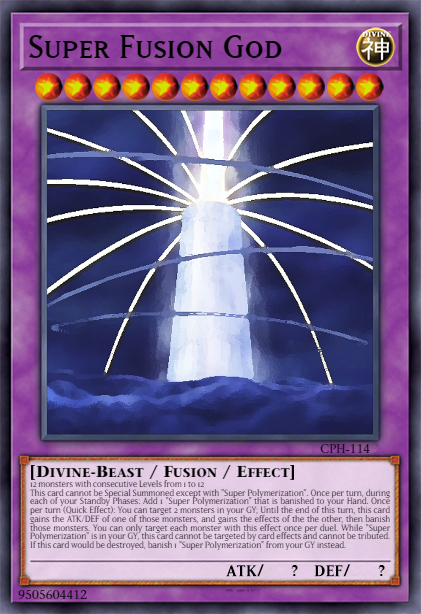 Super Fusion God
DIVINE
神
CPH-114
[Divine-Beast / Fusion / Effect]
12 monsters with consecutive Levels from 1 to 12
This card cannot be Special Summoned except with "Super Polymerization". Once per turn, during
each of your Standby Phases: Add 1 "Super Polymerization" that is banished to your Hand. Once
per turn (Quick Effect): You can target 2 monsters in your GY; Until the end of this turn, this card
gains the ATK/DEF of one of those monsters, and gains the effects of the the other, then banish
those monsters. You can only target each monster with this effect once per duel. While "Super
Polymerization" is in your GY, this card cannot be targeted by card effects and cannot be tributed.
If this card would be destroyed, banish 1 "Super Polymerization" from your GY instead.
ATK/ ? DEF/ ?
9505604412